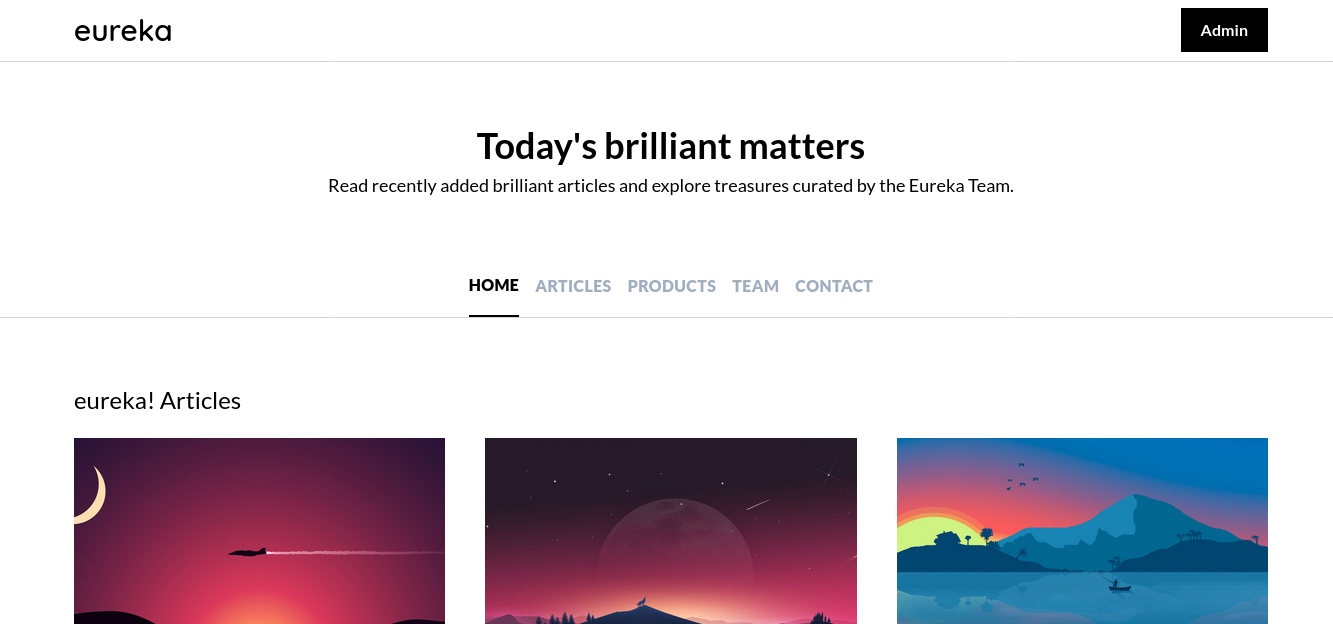 eureka
Admin
Today's brilliant matters
Read recently added brilliant articles and explore treasures curated by the Eureka Team.
HOME ARTICLES PRODUCTS TEAM CONTACT
eureka! Articles